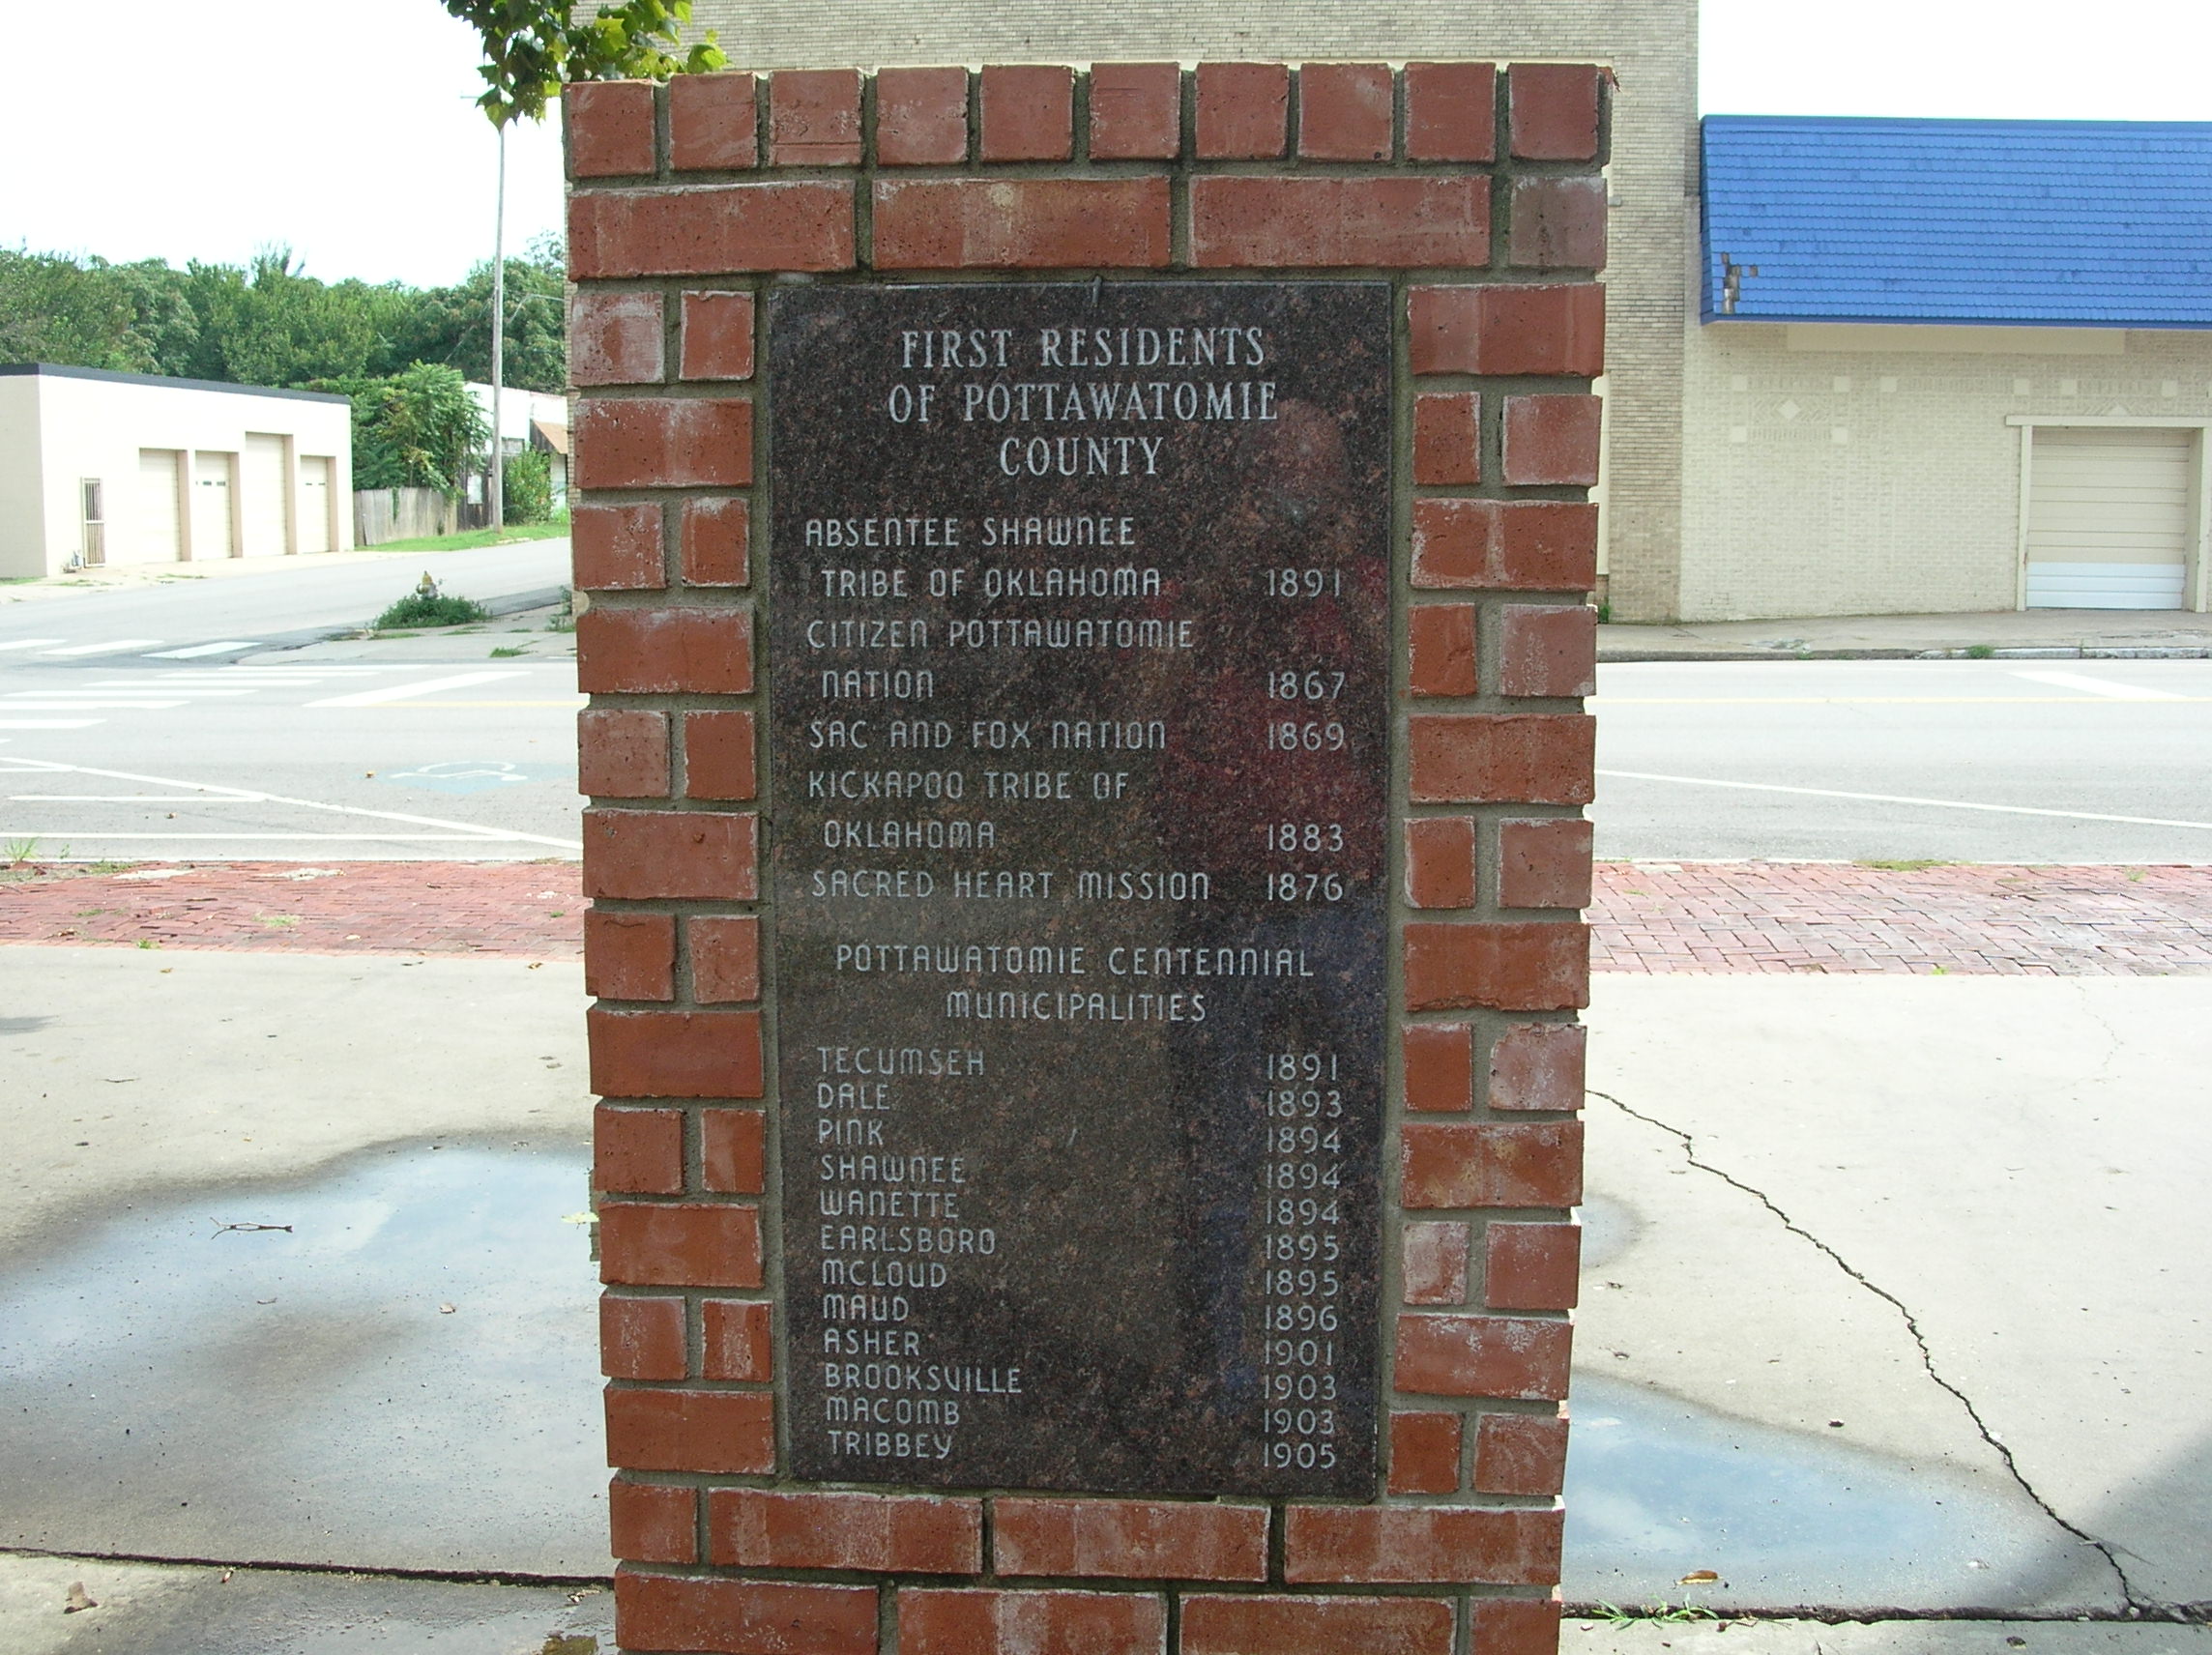 FIRST RESIDENTS
OF POTTAWATOMIE
COUNTY
ABSENTEE SHAWNEE
TRIBE OF OKLAHOMA 1891
CITIZEN POTTAWATOMIE
NATION 1867
SAC AND FOX NATION 1869
KICKAPOO TRIBE OF
OKLAHOMA 1883
SACRED HEART MISSION 1876
POTTAWATOMIE CENTENNIAL
MUNICIPALITIES
TECUMSEH 1891
DALE 1893
PINK 1894
SHAWNEE 1894
WANETTE 1894
EARLSBORO 1895
MCLOUD 1895
MAUD 1896
ASHER 1901
BROOKSVILLE 1903
MACOMB 1903
TRIBBEY 1905